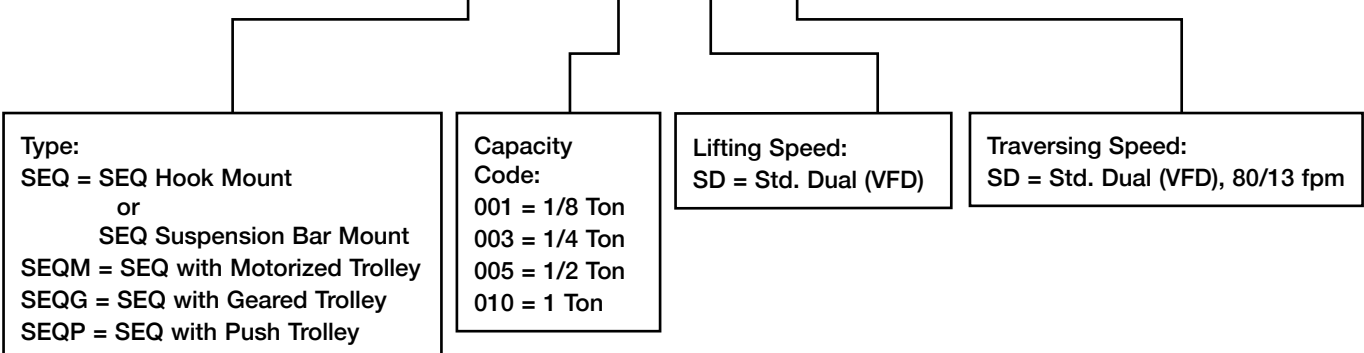 Type:
SEQ = SEQ Hook Mount
or
SEQ Suspension Bar Mount
SEQM = SEQ with Motorized Trolley
SEQG = SEQ with Geared Trolley
SEQP = SEQ with Push Trolley
Capacity
Code:
001 = 1/8 Ton
003 = 1/4 Ton
005 = 1/2 Ton
010 = 1 Ton
Lifting Speed:
SD = Std. Dual (VFD)
Traversing Speed:
SD = Std. Dual (VFD), 80/13 fpm